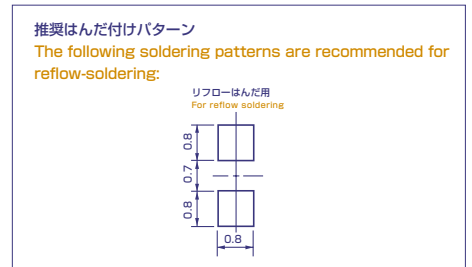 推奨はんだ付けパターン
The following soldering patterns are recommended for
reflow-soldering:
リフローはんだ用
For reflow soldering
0.8
0.7
0.8
0.8